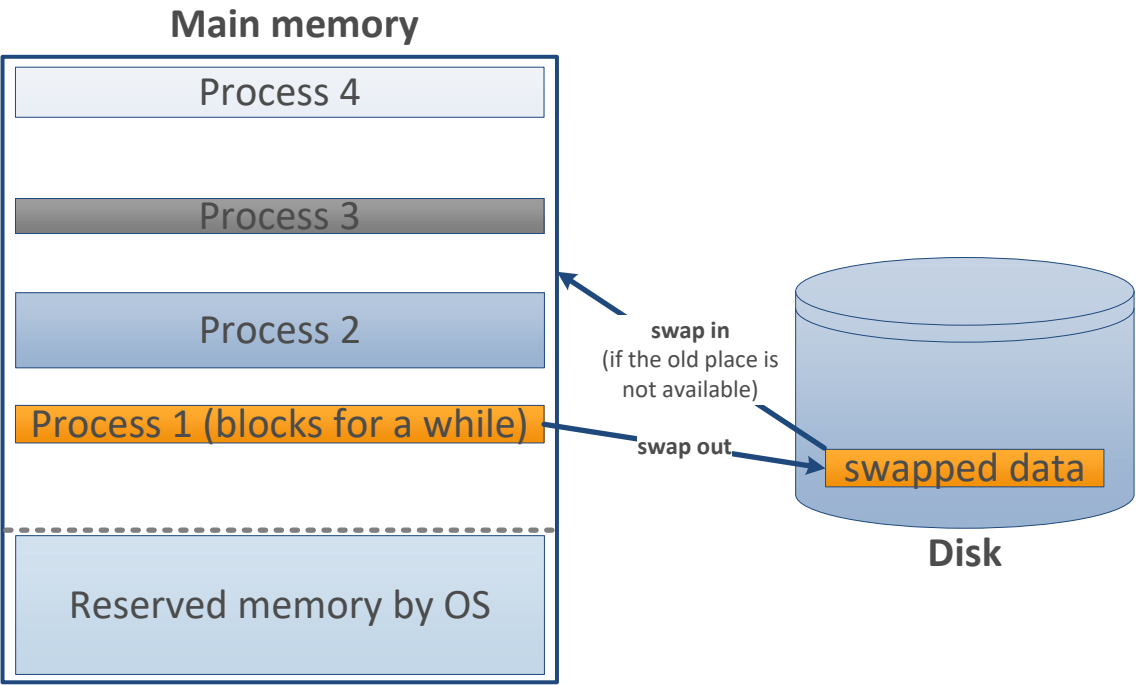 Main memory
Process 4
Process 3
Process 2
Process 1 (blocks for a while)
Reserved memory by OS
swap in
(if the old place is
not available)
swap out
swapped data
Disk